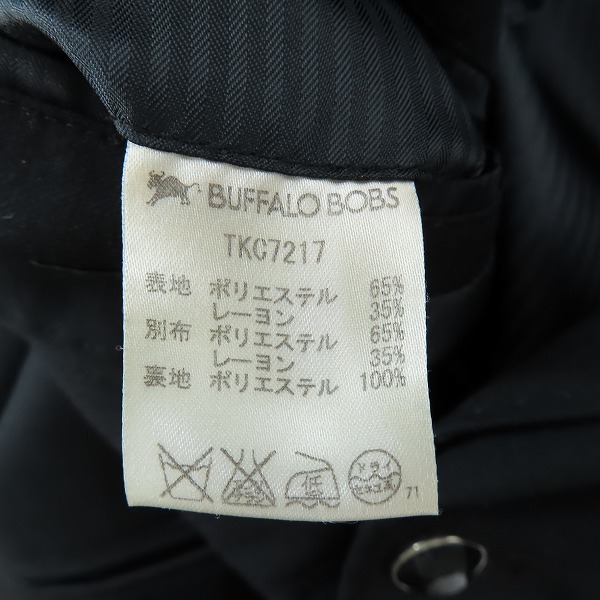 BUFFALO BOBS
TKC7217
表地 ポリエステル 65%
レーヨン 35%
別布 ポリエステル 65%
レーヨン 35%
裏地 ポリエステル 100%
低
ドライ
71